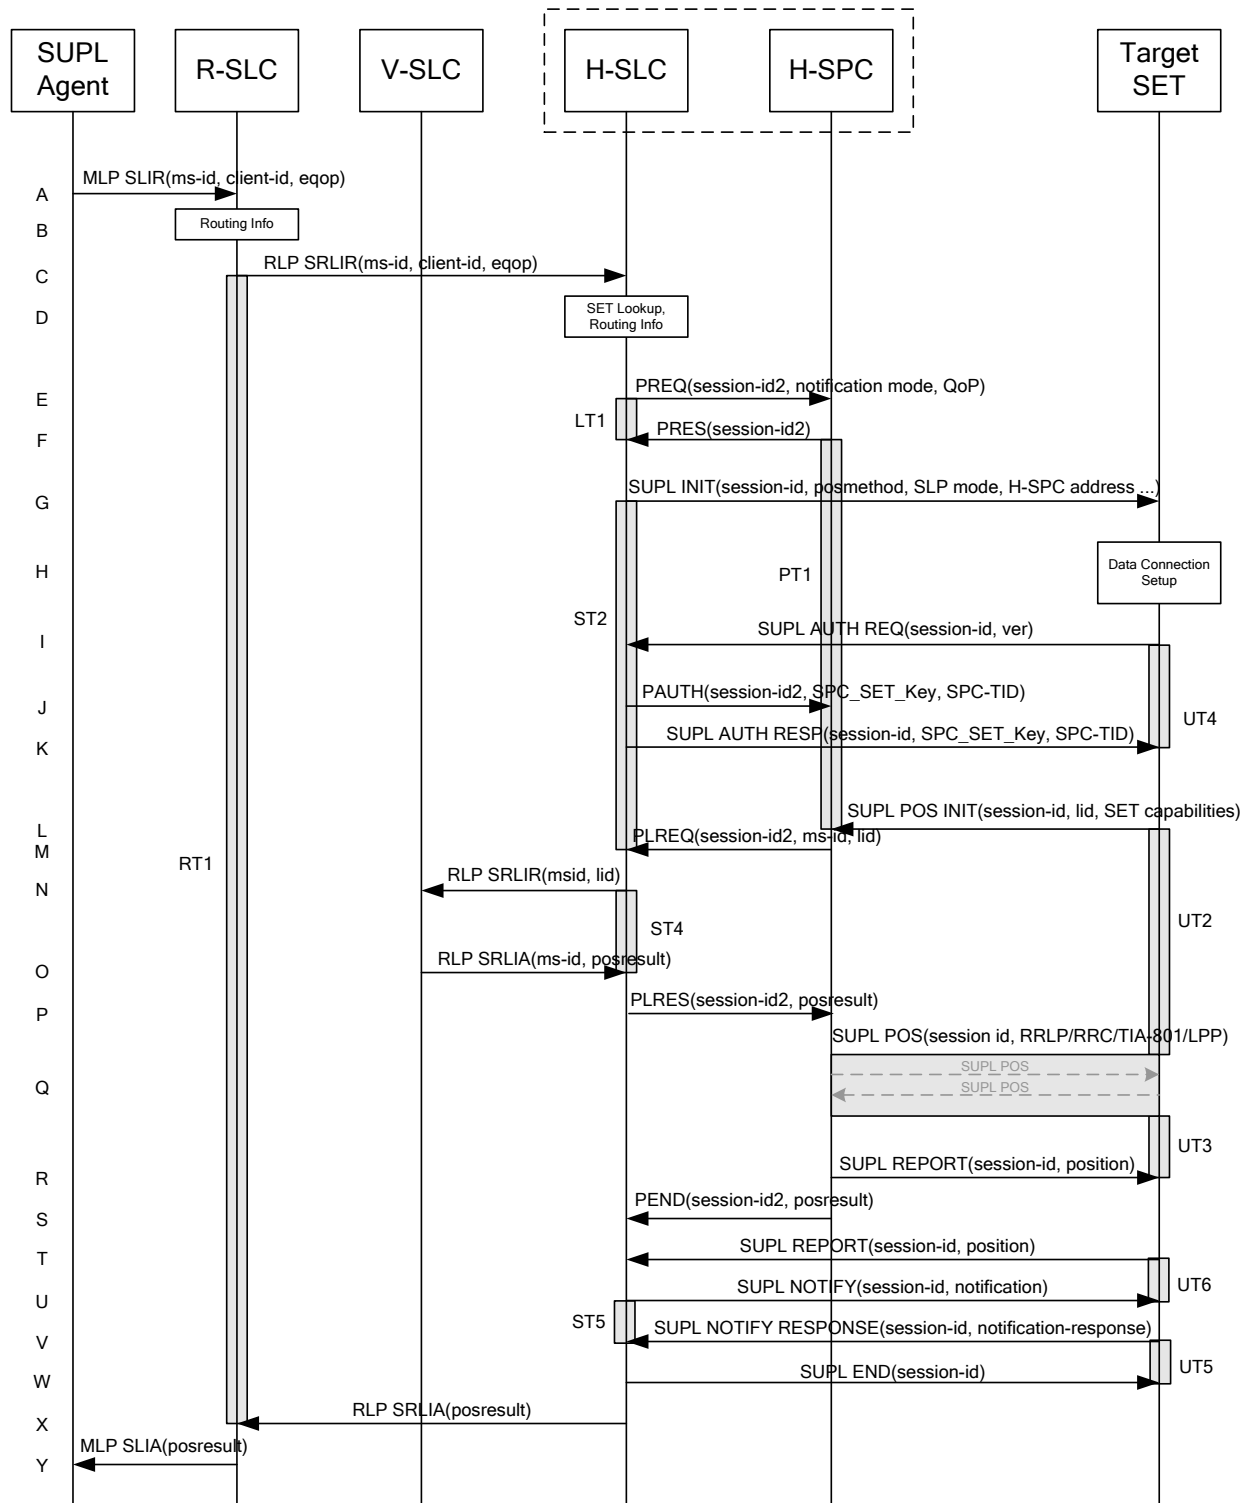 SUPL
Agent
R-SLC
V-SLC
H-SLC
H-SPC
Target
SET
A
MLP SLIR(ms-id, client-id, eqop)
B
Routing Info
C
RLP SRLIR(ms-id, client-id, eqop)
D
SET Lookup,
Routing Info
E
PREQ(session-id2, notification mode, QoP)
LT1
F
PRES(session-id2)
G
SUPL INIT(session-id, posmethod, SLP mode, H-SPC address ...)
H
PT1
Data Connection
Setup
ST2
I
SUPL AUTH REQ(session-id, ver)
J
PAUTH(session-id2, SPC_SET_Key, SPC-TID)
UT4
K
SUPL AUTH RESP(session-id, SPC_SET_Key, SPC-TID)
L
SUPL POS INIT(session-id, lid, SET capabilities)
M
PLREQ(session-id2, ms-id, lid)
RT1
N
RLP SRLIR(msid, lid)
ST4
UT2
O
RLP SRLIA(ms-id, posresult)
P
PLRES(session-id2, posresult)
SUPL POS(session id, RRLP/RRC/TIA-801/LPP)
SUPL POS
Q
SUPL POS
UT3
R
SUPL REPORT(session-id, position)
S
PEND(session-id2, posresult)
T
SUPL REPORT(session-id, position)
UT6
U
SUPL NOTIFY(session-id, notification)
ST5
V
SUPL NOTIFY RESPONSE(session-id, notification-response)
UT5
W
SUPL END(session-id)
X
RLP SRLIA(posresult)
Y
MLP SLIA(posresult)